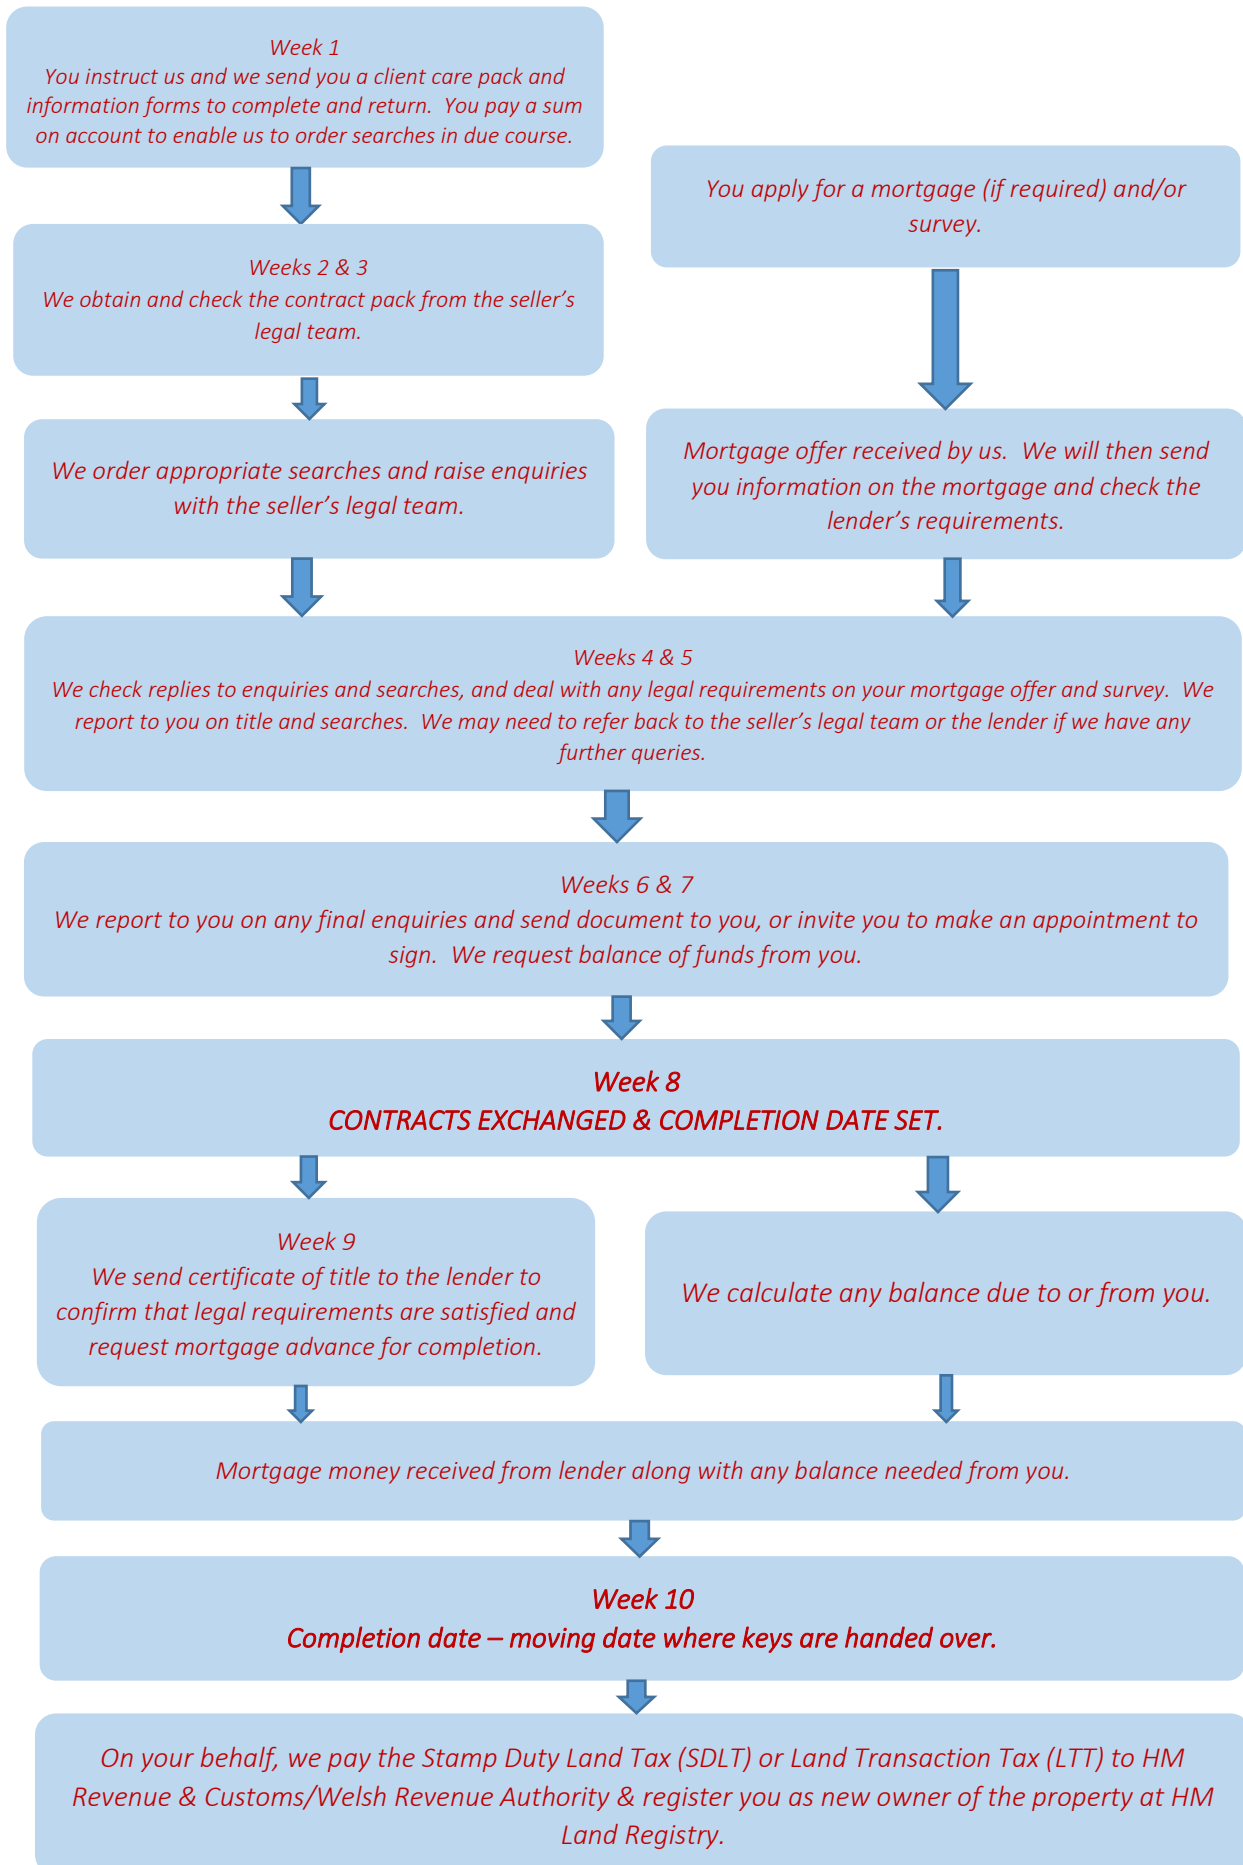 Week 1
You instruct us and we send you a client care pack and
information forms to complete and return.  You pay a sum
on account to enable us to order searches in due course.
You apply for a mortgage (if required) and/or
survey.
Weeks 2 & 3
We obtain and check the contract pack from the seller’s
legal team.
We order appropriate searches and raise enquiries
with the seller’s legal team.
Mortgage offer received by us.  We will then send
you information on the mortgage and check the
lender’s requirements.
Weeks 4 & 5
We check replies to enquiries and searches, and deal with any legal requirements on your mortgage offer and survey.  We
report to you on title and searches.  We may need to refer back to the seller’s legal team or the lender if we have any
further queries.
Weeks 6 & 7
We report to you on any final enquiries and send document to you, or invite you to make an appointment to
sign.  We request balance of funds from you.
Week 8
CONTRACTS EXCHANGED & COMPLETION DATE SET.
Week 9
We send certificate of title to the lender to
confirm that legal requirements are satisfied and
request mortgage advance for completion.
We calculate any balance due to or from you.
Mortgage money received from lender along with any balance needed from you.
Week 10
Completion date – moving date where keys are handed over.
On your behalf, we pay the Stamp Duty Land Tax (SDLT) or Land Transaction Tax (LTT) to HM
Revenue & Customs/Welsh Revenue Authority & register you as new owner of the property at HM
Land Registry.